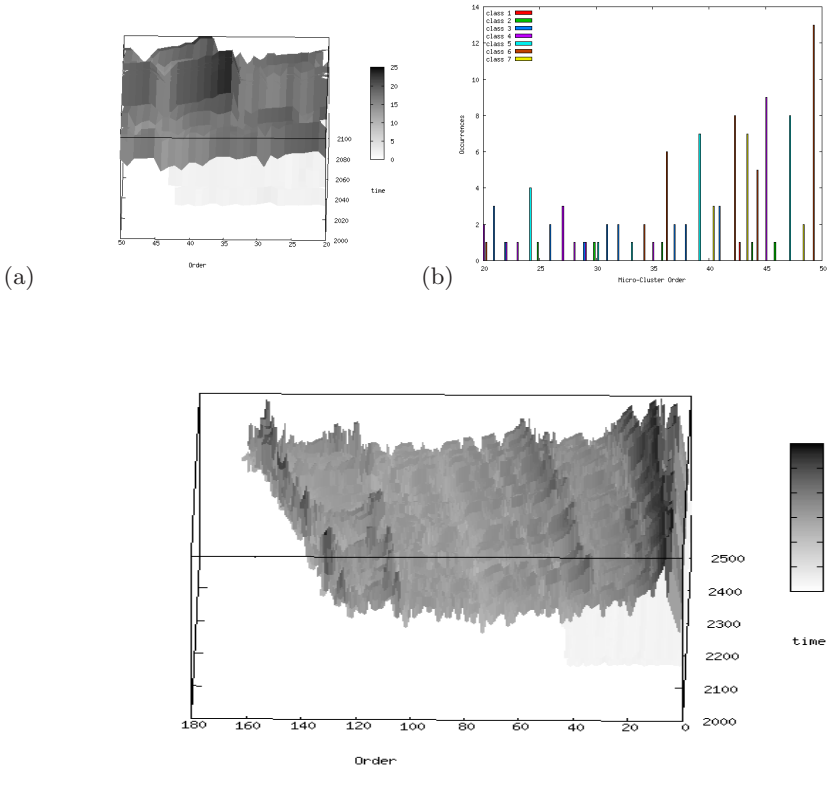 25
20
15
10
5
0
2100
2080
2060
2040
2020
2000
time
50 45 40 35 30 25 20
Order
(a)
14
12
10
8
6
4
2
0
Occurrences
class 1
class 2
class 3
class 4
class 5
class 6
class 7
20 25 30 35 40 45 50
Micro-Cluster Order
(b)
2500
2400
2300
2200
2100
2000
time
180 160 140 120 100 80 60 40 20 0
Order